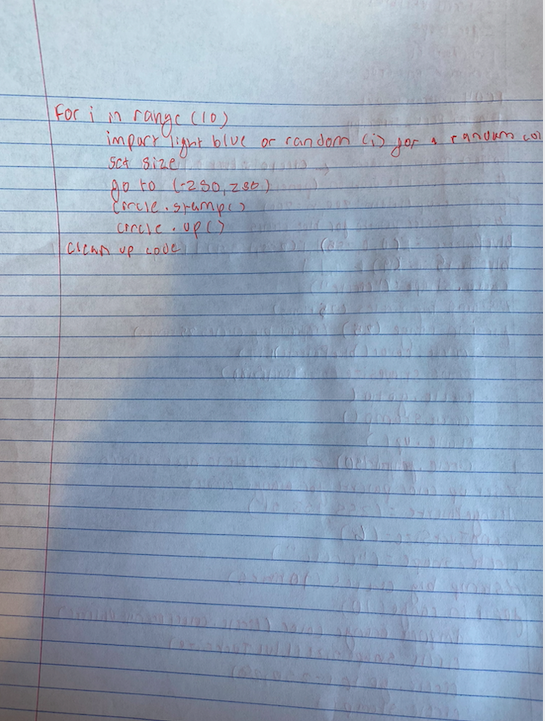 for i in range (10)
import light blue or random (i) for a random col
set size
go to (-250, 250)
circle.stamp()
circle.up()
clean up code